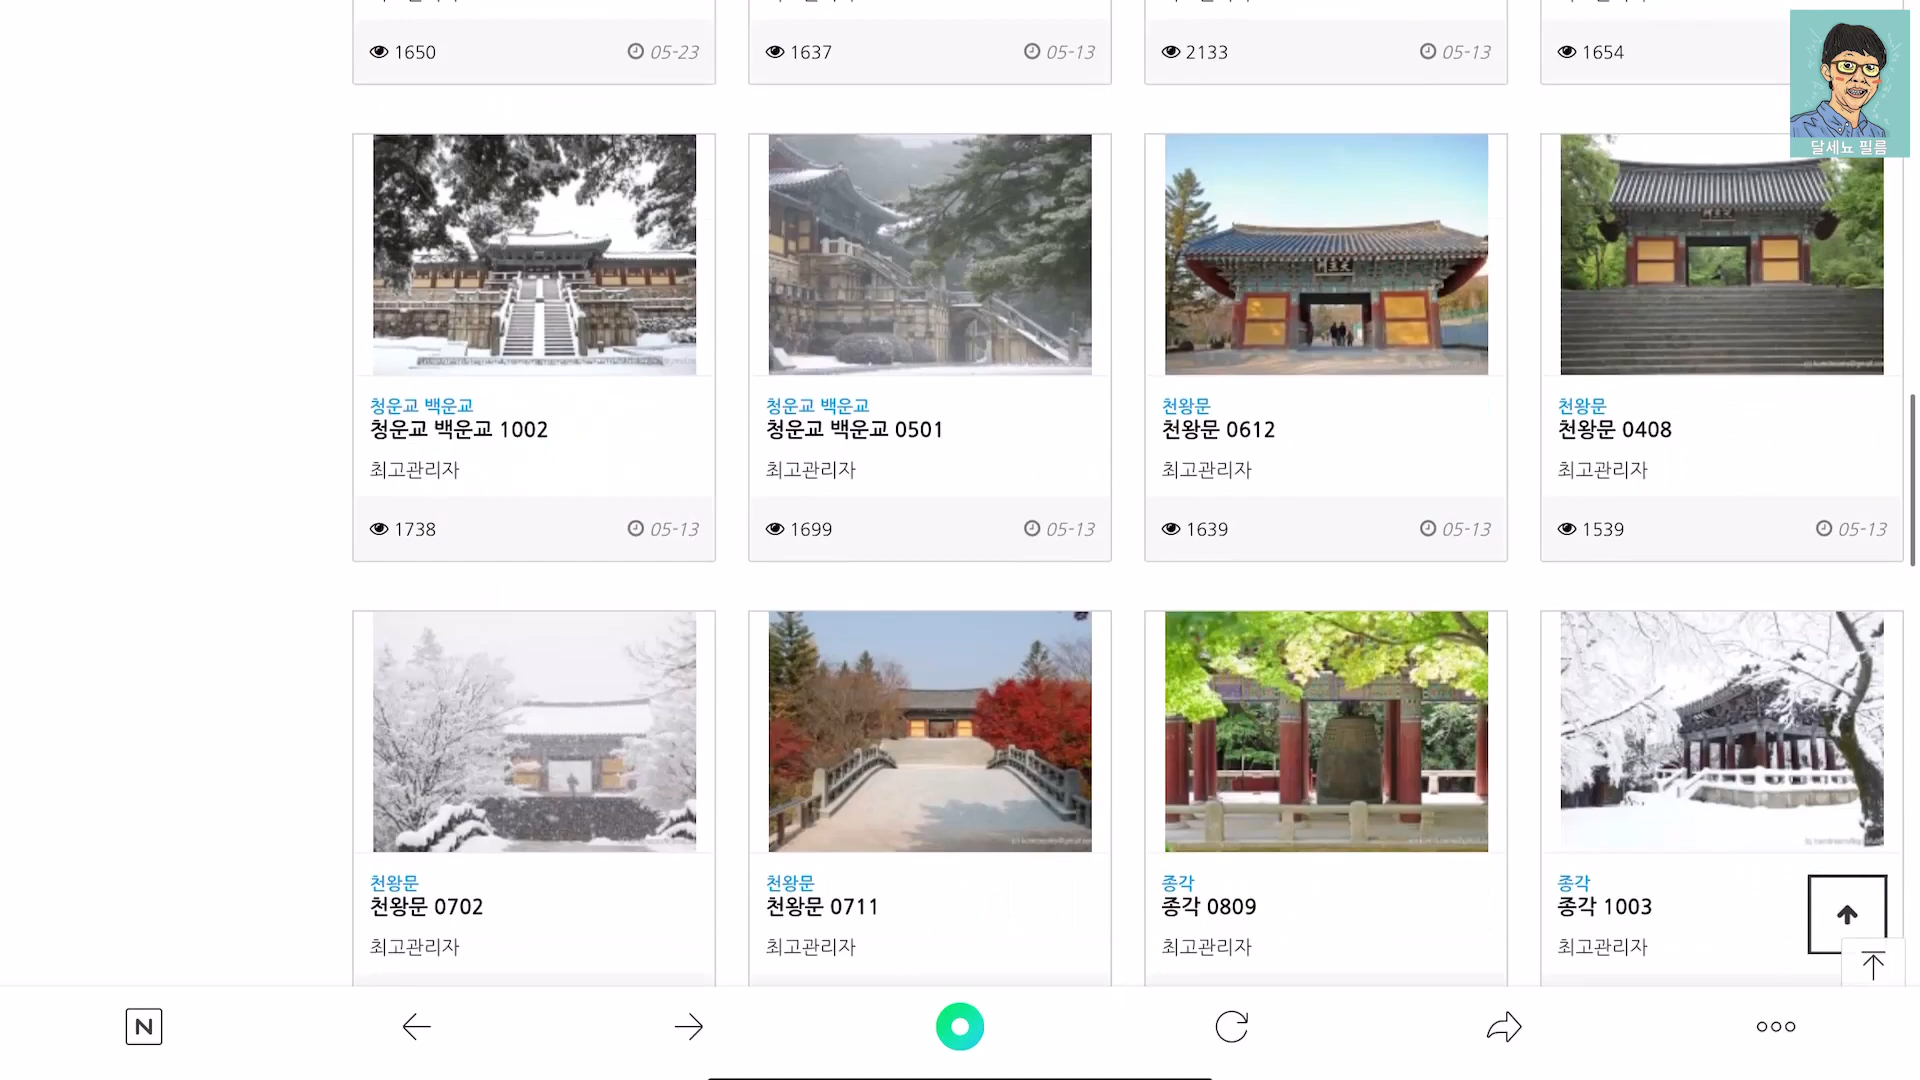 1650
05-23
1637
05-13
2133
05-13
1654
달세뇨 필름
청운교 백운교
청운교 백운교 1002
최고관리자
1738
05-13
청운교 백운교
청운교 백운교 0501
최고관리자
1699
05-13
천왕문
천왕문 0612
최고관리자
1639
05-13
천왕문
천왕문 0408
최고관리자
1539
05-13
천왕문
천왕문 0702
최고관리자
천왕문
천왕문 0711
최고관리자
종각
종각 0809
최고관리자
종각
종각 1003
최고관리자
N